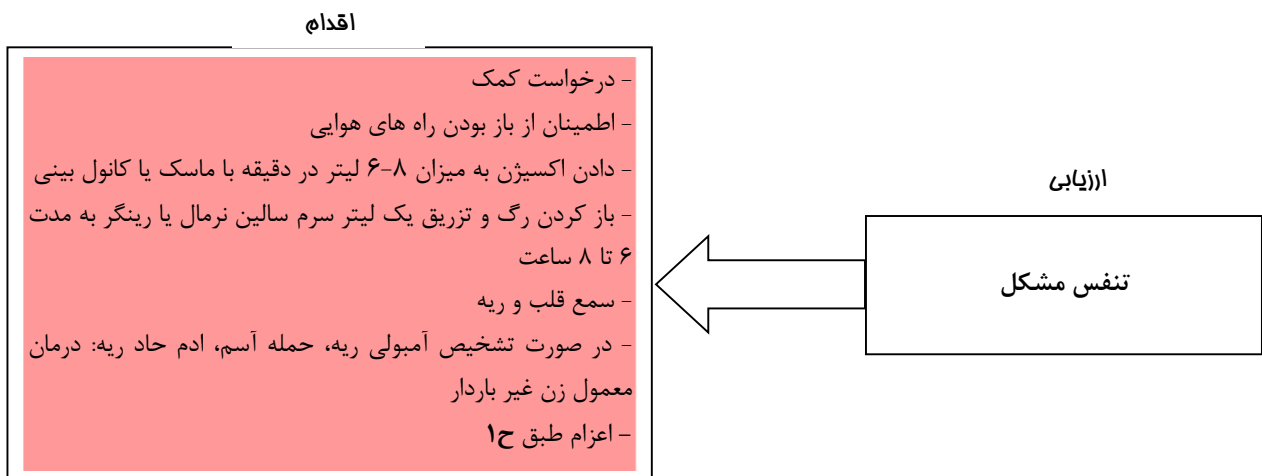 ارزیابی
تنفس مشکل
اقدام
- درخواست کمک
- اطمینان از باز بودن راه های هوایی
- دادن اکسیژن به میزان ۸-۶ لیتر در دقیقه با ماسک یا کانول بینی
- باز کردن رگ و تزریق یک لیتر سرم سالین نرمال یا رینگر به مدت
۶ تا ۸ ساعت
- سمع قلب و ریه
- در صورت تشخیص آمبولی ریه، حمله آسم، ادم حاد ریه: درمان
معمول زن غیر باردار
- اعزام طبق ح۱